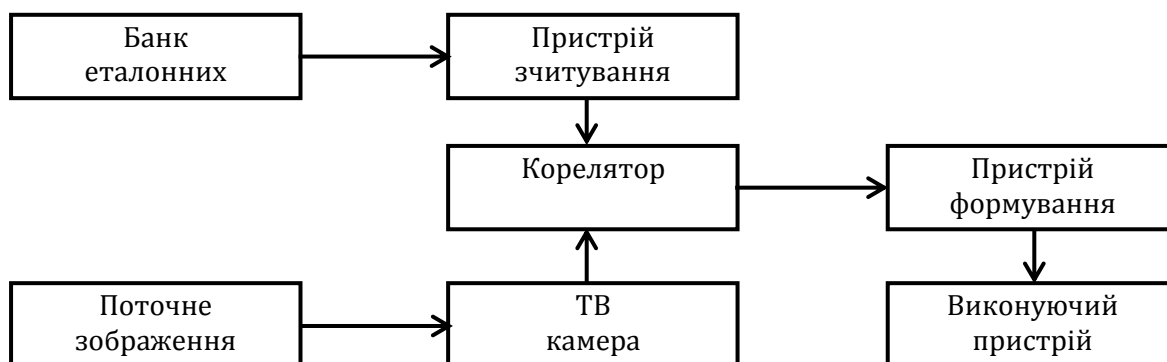 Банк
еталонних
Пристрій
зчитування
Корелятор
Пристрій
формування
Поточне
зображення
ТВ
камера
Виконуючий
пристрій